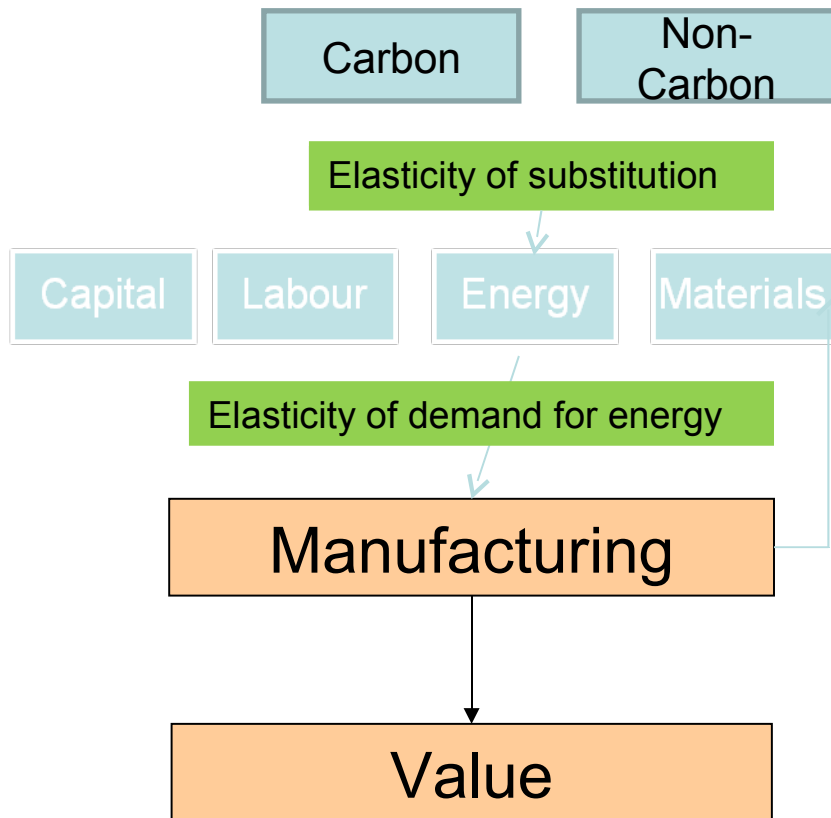 Carbon
Non-
Carbon
Elasticity of substitution
Capital
Labour
Energy
Materials
Elasticity of demand for energy
Manufacturing
Value